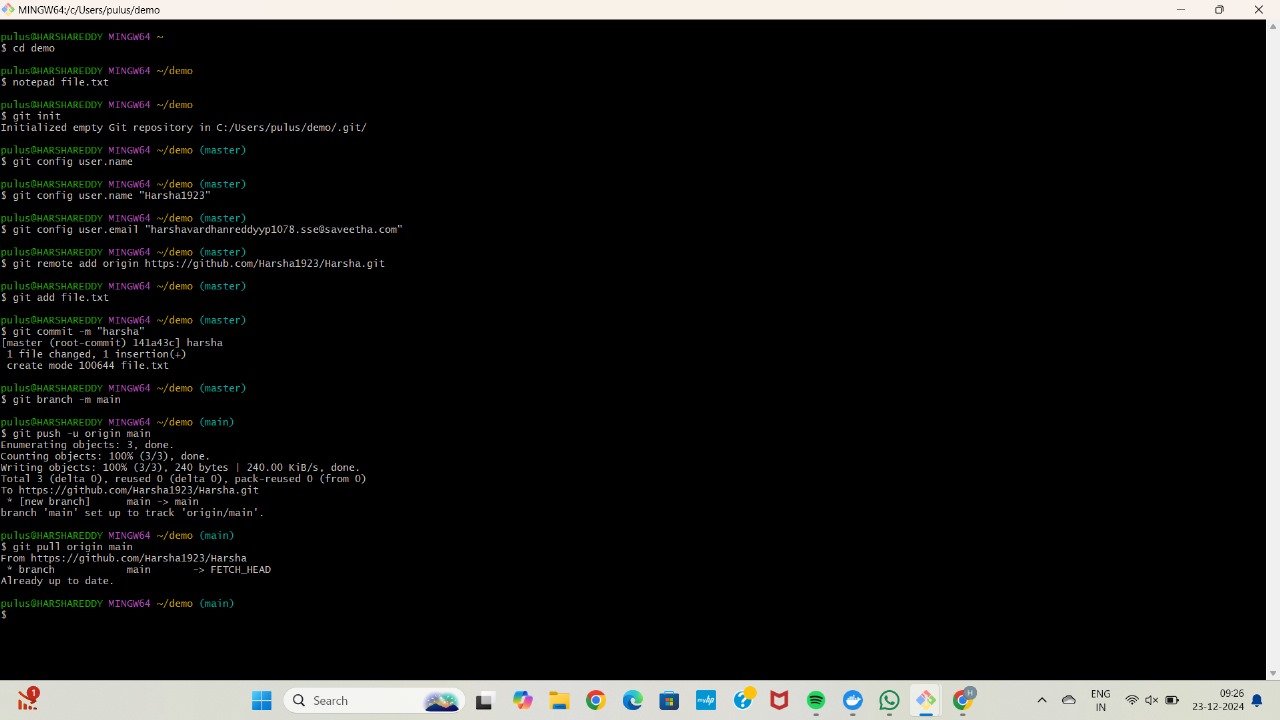 MINGW64:/c/Users/pulus/demo
pulus@HARSHAREDDY MINGW64 ~
$ cd demo
pulus@HARSHAREDDY MINGW64 ~/demo
$ notepad file.txt
pulus@HARSHAREDDY MINGW64 ~/demo
$ git init
Initialized empty Git repository in C:/Users/pulus/demo/.git/
pulus@HARSHAREDDY MINGW64 ~/demo (master)
$ git config user.name
pulus@HARSHAREDDY MINGW64 ~/demo (master)
$ git config user.name "Harsha1923"
pulus@HARSHAREDDY MINGW64 ~/demo (master)
$ git config user.email "harshavardhanreddyyp1078.sse@saveetha.com"
pulus@HARSHAREDDY MINGW64 ~/demo (master)
$ git remote add origin https://github.com/Harsha1923/Harsha.git
pulus@HARSHAREDDY MINGW64 ~/demo (master)
$ git add file.txt
pulus@HARSHAREDDY MINGW64 ~/demo (master)
$ git commit -m "harsha"
[master (root-commit) 141a43c] harsha
1 file changed, 1 insertion(+)
create mode 100644 file.txt
pulus@HARSHAREDDY MINGW64 ~/demo (master)
$ git branch -m main
pulus@HARSHAREDDY MINGW64 ~/demo (main)
$ git push -u origin main
Enumerating objects: 3, done.
Counting objects: 100% (3/3), done.
Writing objects: 100% (3/3), 240 bytes | 240.00 KiB/s, done.
Total 3 (delta 0), reused 0 (delta 0), pack-reused 0 (from 0)
To https://github.com/Harsha1923/Harsha.git
* [new branch]      main -> main
branch 'main' set up to track 'origin/main'.
pulus@HARSHAREDDY MINGW64 ~/demo (main)
$ git pull origin main
From https://github.com/Harsha1923/Harsha
* branch            main       -> FETCH_HEAD
Already up to date.
pulus@HARSHAREDDY MINGW64 ~/demo (main)
$
1
Search
myhp
H
ENG
IN
09:26
23-12-2024